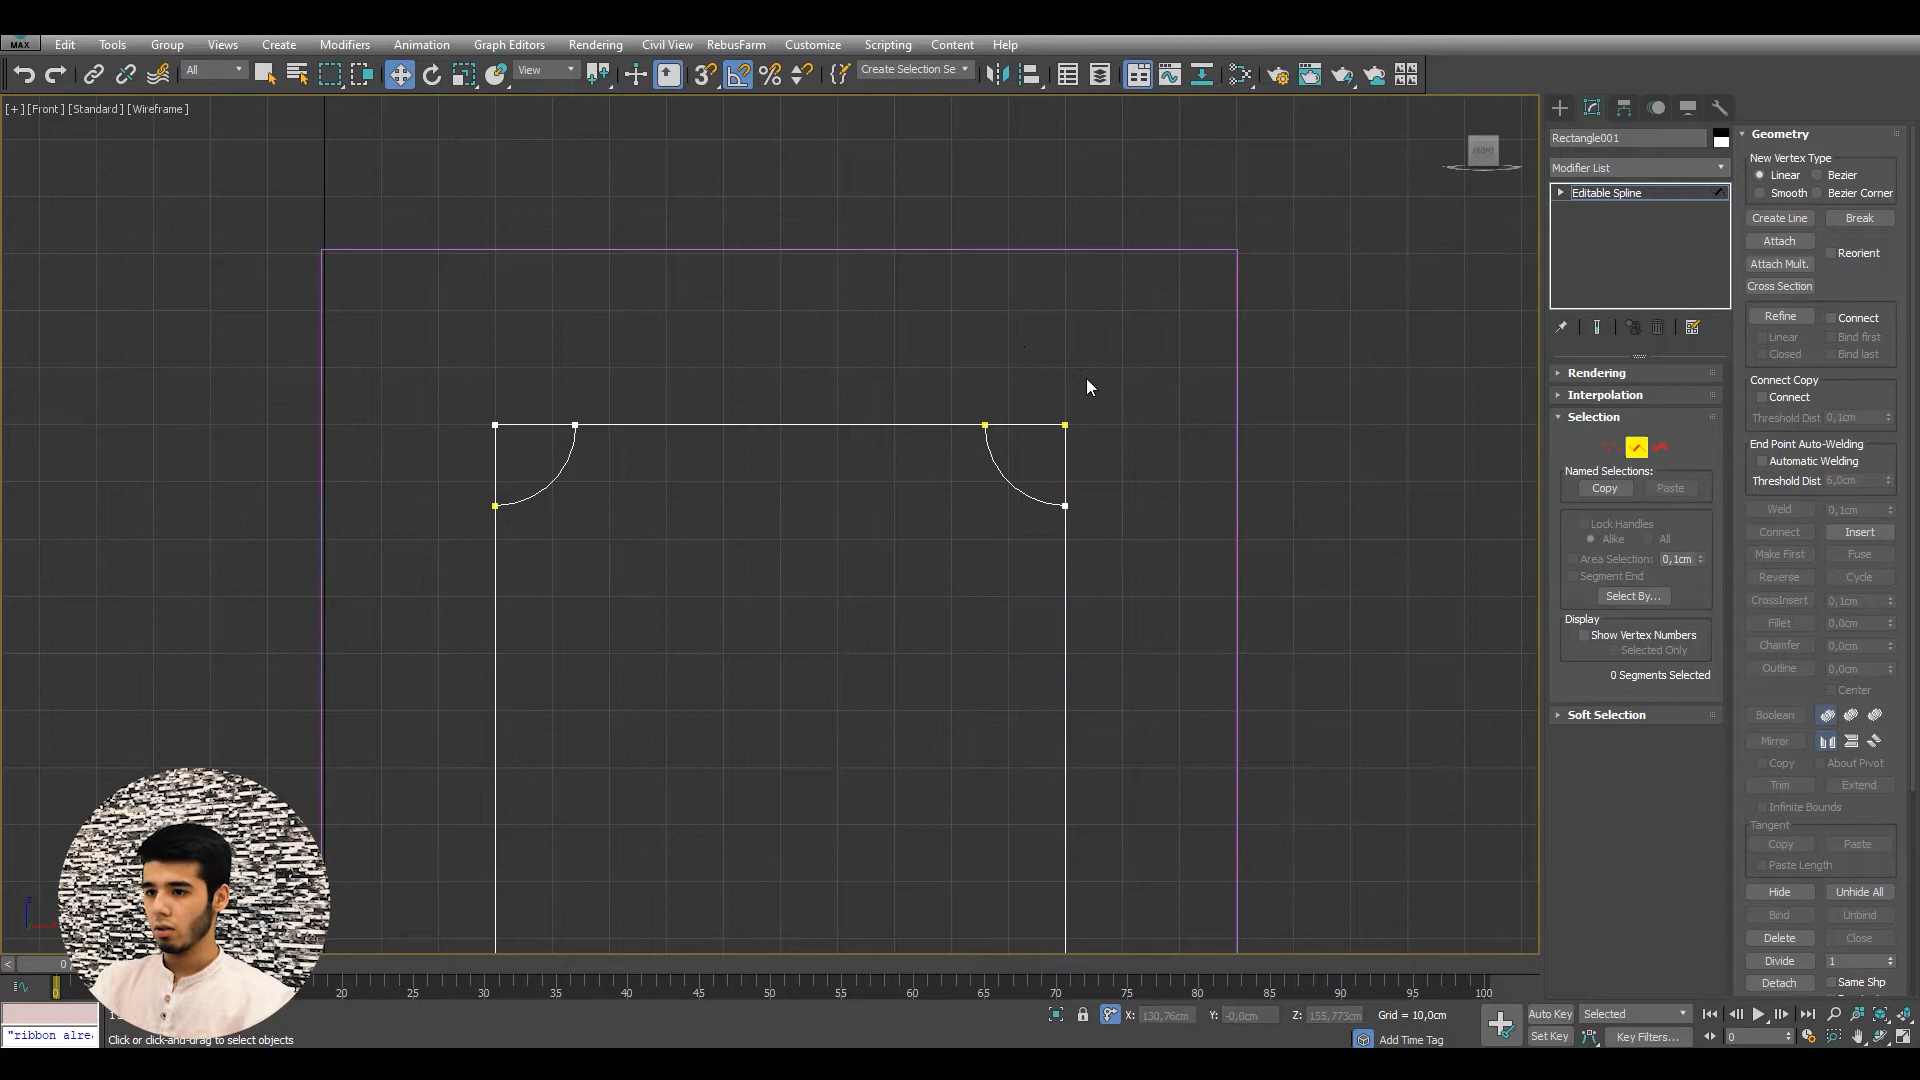 MAX Edit Tools Group Views Create Modifiers Animation Graph Editors Rendering Civil View RebusFarm Customize Scripting Content Help
All View Create Selection Se
[+] [Front] [Standard] [Wireframe]
FRONT
Rectangle001
Modifier List
Editable Spline
Rendering
Interpolation
Selection
Named Selections:
Copy Paste
Lock Handles
Alike All
Area Selection: 0,1cm
Segment End
Select By...
Display
Show Vertex Numbers
Selected Only
0 Segments Selected
Soft Selection
Geometry
New Vertex Type
Linear Bezier
Smooth Bezier Corner
Create Line Break
Attach Reorient
Attach Mult.
Cross Section
Refine Connect
Linear Bind first
Closed Bind last
Connect Copy
Connect
Threshold Dist 0,1cm
End Point Auto-Welding
Automatic Welding
Threshold Dist 6,0cm
Weld 0,1cm
Connect Insert
Make First Fuse
Reverse Cycle
CrossInsert 0,1cm
Fillet 0,0cm
Chamfer 0,0cm
Outline 0,0cm
Center
Boolean
Mirror
Copy About Pivot
Trim Extend
Infinite Bounds
Tangent
Copy Paste
Paste Length
Hide Unhide All
Bind Unbind
Delete Close
Divide 1
Detach Same Shp
0
0 20 25 30 35 40 45 50 55 60 65 70 75 80 85 90 95 100
X: 130,76cm Y: -0,0cm Z: 155,773cm Grid = 10,0cm Auto Key Selected
"ribbon alre Click or click-and-drag to select objects Add Time Tag Set Key Key Filters... 0